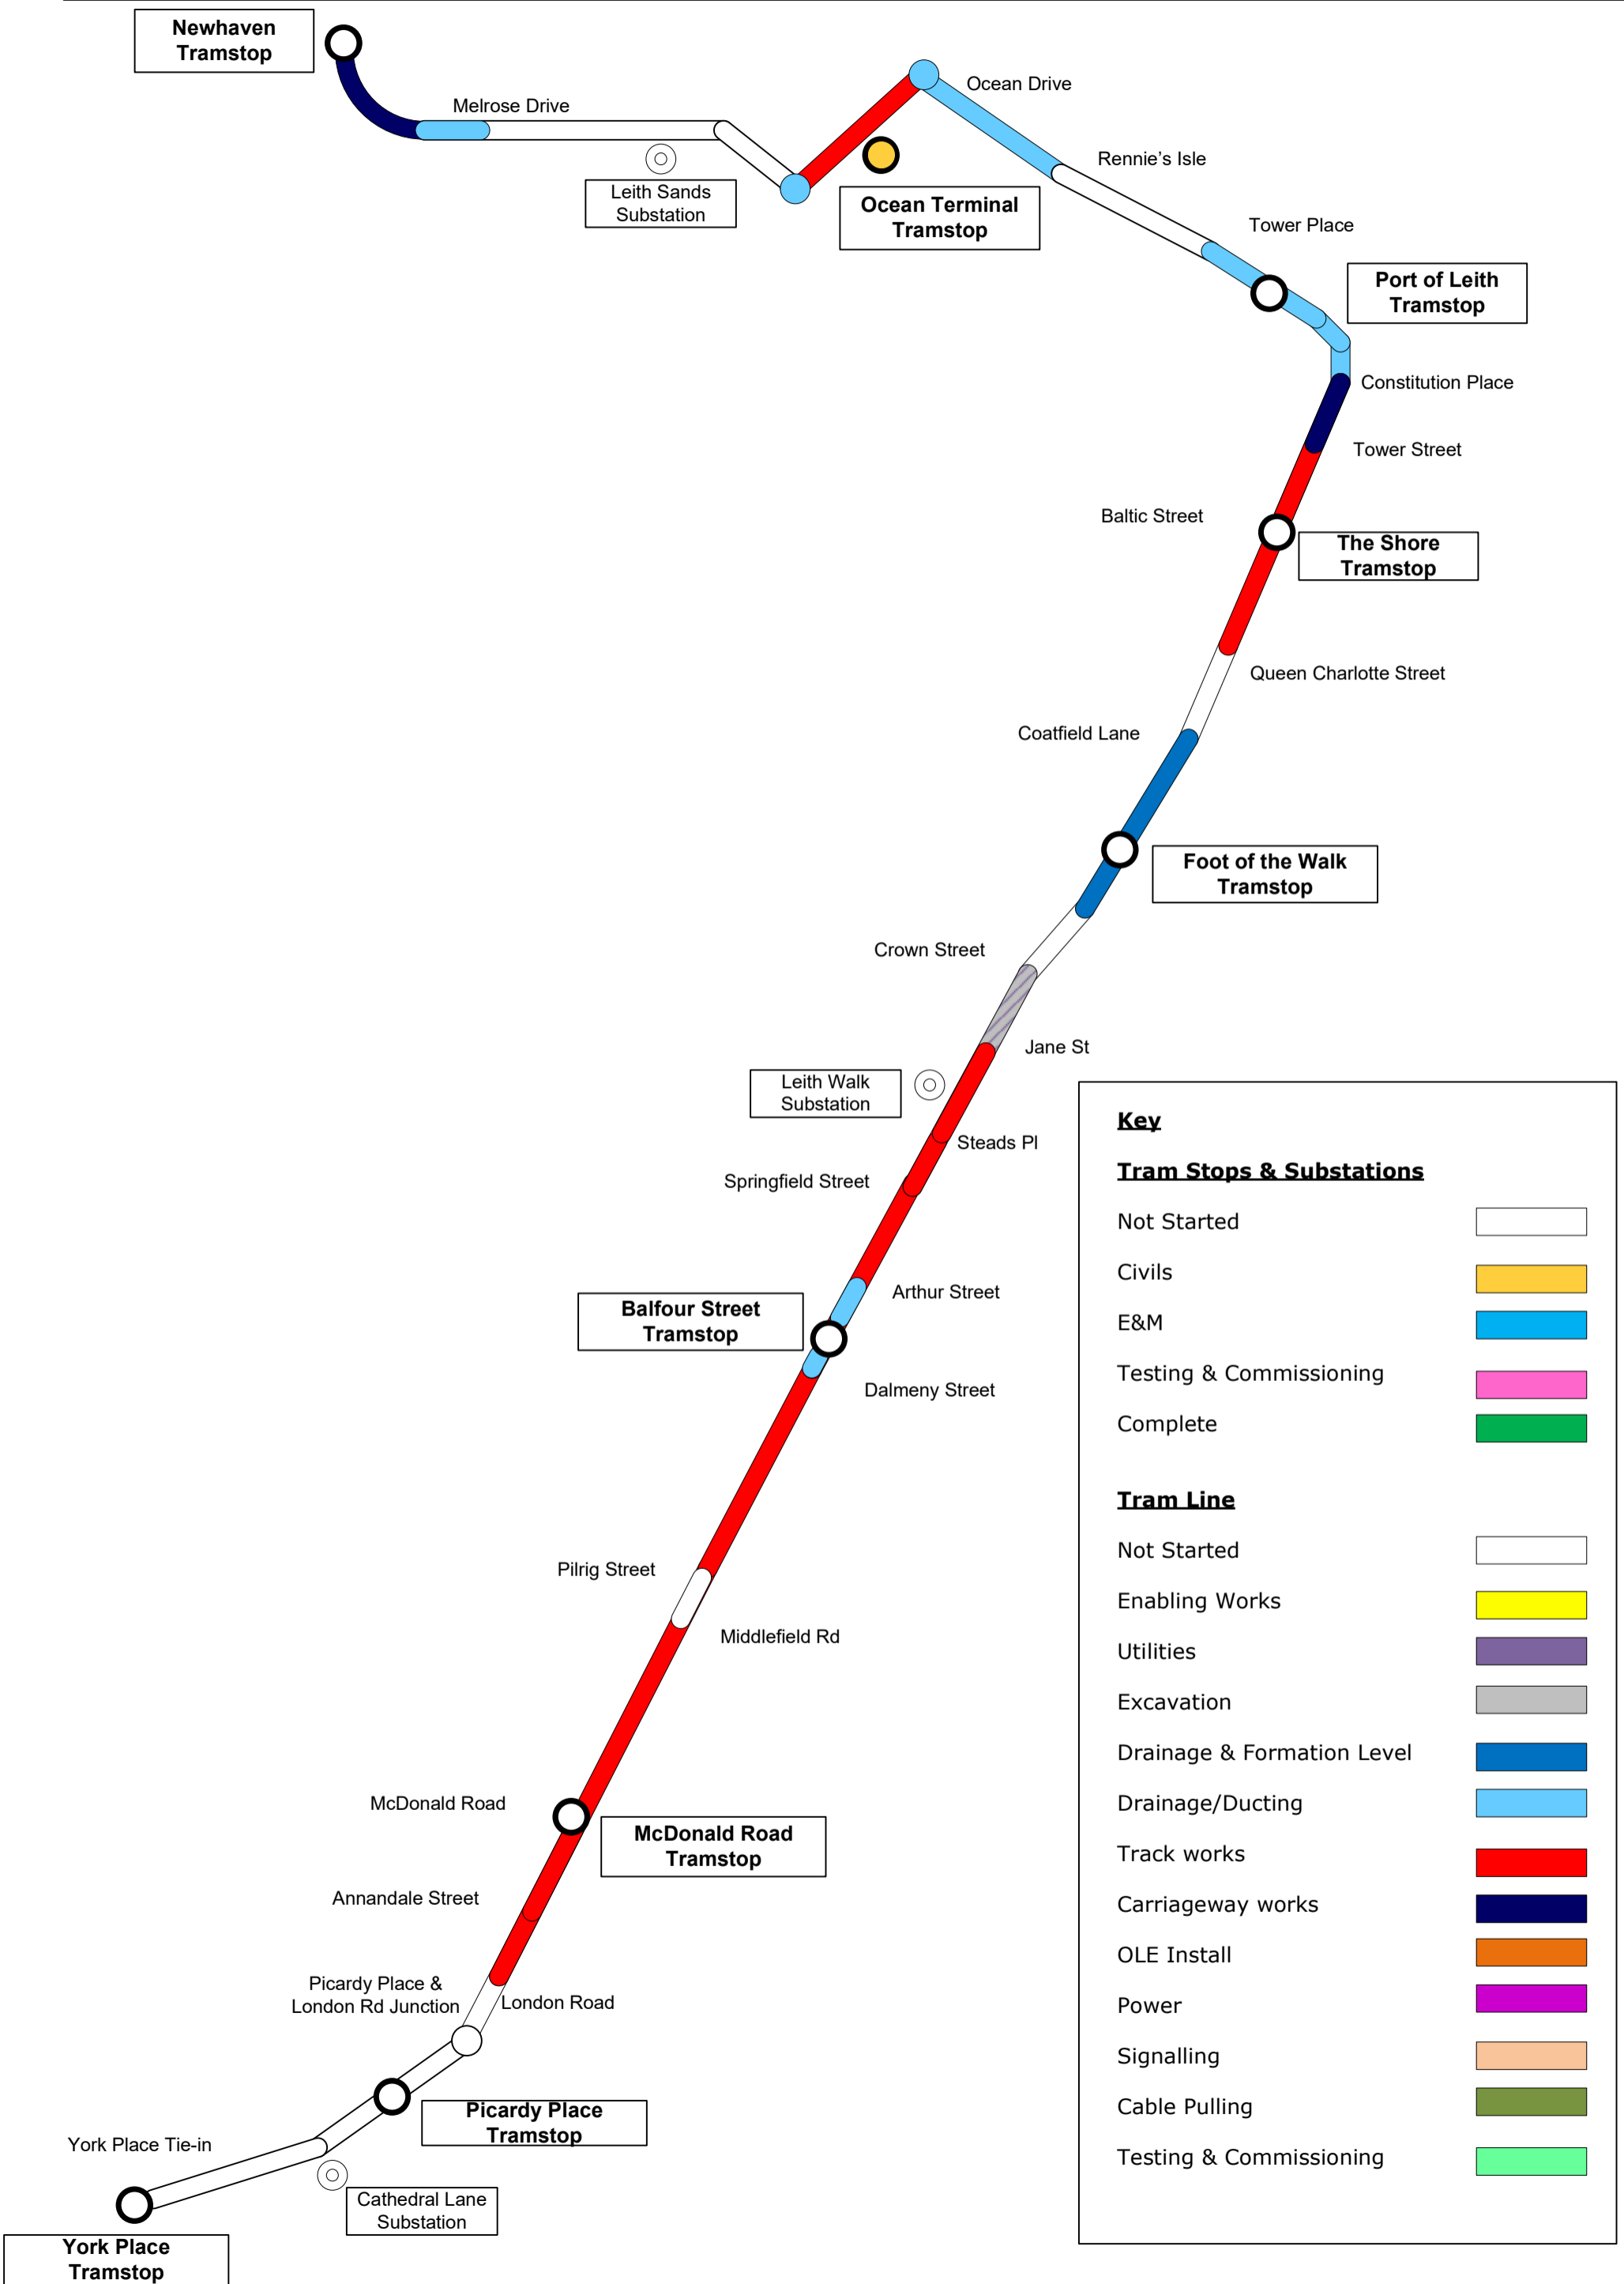 Newhaven
Tramstop
Melrose Drive
Ocean Drive
Leith Sands
Substation
Ocean Terminal
Tramstop
Rennie’s Isle
Tower Place
Port of Leith
Tramstop
Constitution Place
Tower Street
Baltic Street
The Shore
Tramstop
Queen Charlotte Street
Coatfield Lane
Foot of the Walk
Tramstop
Crown Street
Jane St
Leith Walk
Substation
Steads Pl
Springfield Street
Arthur Street
Balfour Street
Tramstop
Dalmeny Street
Pilrig Street
Middlefield Rd
McDonald Road
McDonald Road
Tramstop
Annandale Street
Picardy Place &
London Rd Junction
London Road
Picardy Place
Tramstop
York Place Tie-in
Cathedral Lane
Substation
York Place
Tramstop
Key
Tram Stops & Substations
Not Started
Civils
E&M
Testing & Commissioning
Complete
Tram Line
Not Started
Enabling Works
Utilities
Excavation
Drainage & Formation Level
Drainage/Ducting
Track works
Carriageway works
OLE Install
Power
Signalling
Cable Pulling
Testing & Commissioning